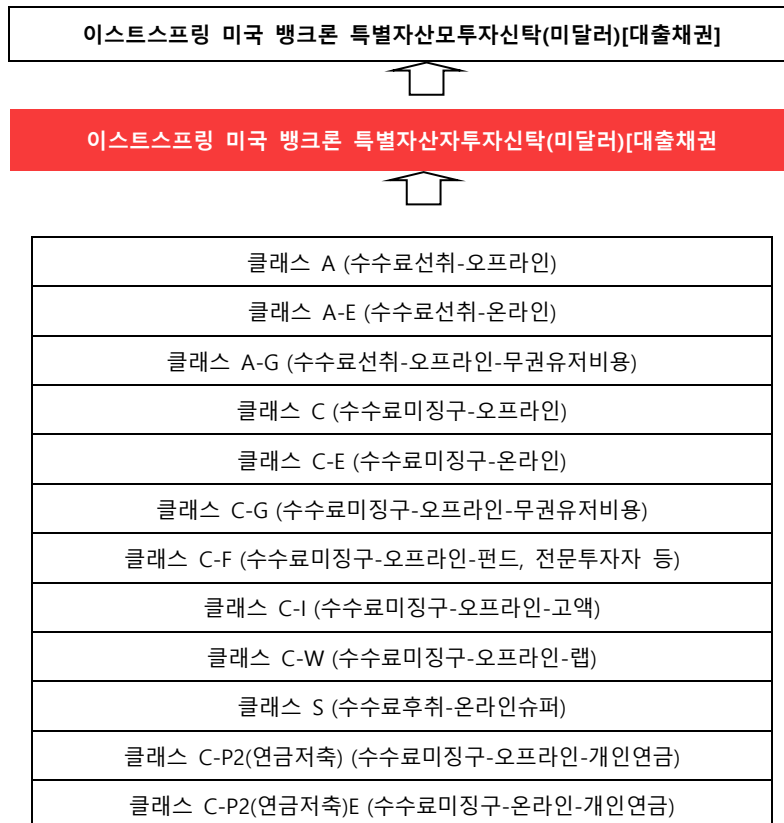 이스트스프링 미국 뱅크론 특별자산모투자신탁(미달러)[대출채권]
이스트스프링 미국 뱅크론 특별자산자투자신탁(미달러)[대출채권
클래스 A (수수료선취-오프라인)
클래스 A-E (수수료선취-온라인)
클래스 A-G (수수료선취-오프라인-무권유저비용)
클래스 C (수수료미징구-오프라인)
클래스 C-E (수수료미징구-온라인)
클래스 C-G (수수료미징구-오프라인-무권유저비용)
클래스 C-F (수수료미징구-오프라인-펀드, 전문투자자 등)
클래스 C-I (수수료미징구-오프라인-고액)
클래스 C-W (수수료미징구-오프라인-랩)
클래스 S (수수료후취-온라인슈퍼)
클래스 C-P2(연금저축) (수수료미징구-오프라인-개인연금)
클래스 C-P2(연금저축)E (수수료미징구-온라인-개인연금)